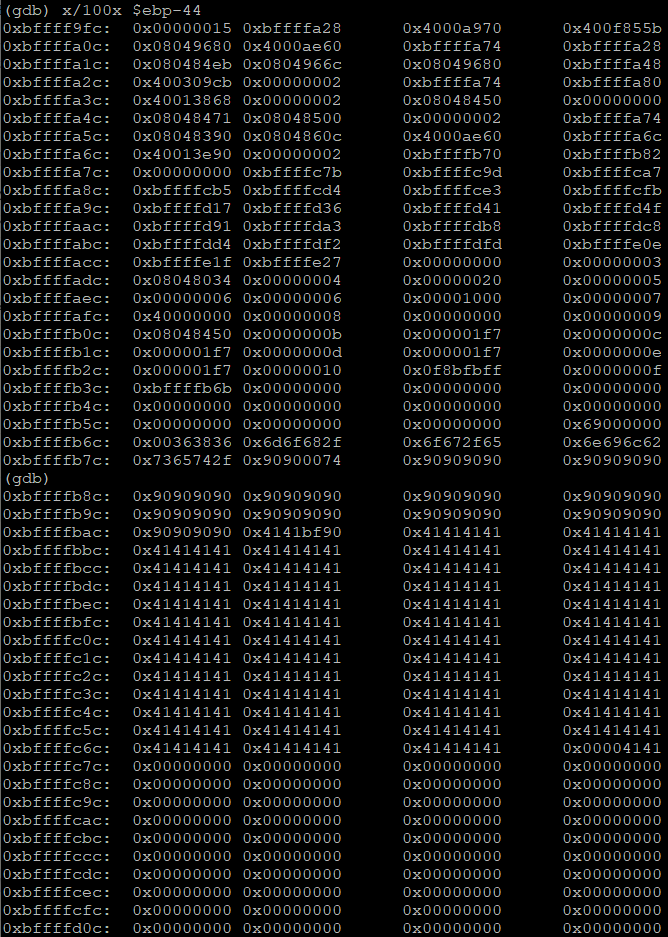 (gdb) x/100x $ebp-44
0xbffff9fc: 0x00000015 0xbffffa28 0x4000a970 0x400f855b
0xbffffa0c: 0x08049680 0x4000ae60 0xbffffa74 0xbffffa28
0xbffffa1c: 0x080484eb 0x0804966c 0x08049680 0xbffffa48
0xbffffa2c: 0x400309cb 0x00000002 0xbffffa74 0xbffffa80
0xbffffa3c: 0x40013868 0x00000002 0x08048450 0x00000000
0xbffffa4c: 0x08048471 0x08048500 0x00000002 0xbffffa74
0xbffffa5c: 0x08048390 0x0804860c 0x4000ae60 0xbffffa6c
0xbffffa6c: 0x40013e90 0x00000002 0xbffffb70 0xbffffb82
0xbffffa7c: 0x00000000 0xbffffc7b 0xbffffc9d 0xbffffca7
0xbffffa8c: 0xbffffcb5 0xbffffcd4 0xbffffce3 0xbffffcfb
0xbffffa9c: 0xbffffd17 0xbffffd36 0xbffffd41 0xbffffd4f
0xbffffaac: 0xbffffd91 0xbffffda3 0xbffffdb8 0xbffffdc8
0xbffffabc: 0xbffffdd4 0xbffffdf2 0xbffffdfd 0xbffffe0e
0xbffffacc: 0xbffffe1f 0xbffffe27 0x00000000 0x00000003
0xbffffadc: 0x08048034 0x00000004 0x00000020 0x00000005
0xbffffaec: 0x00000006 0x00000006 0x00001000 0x00000007
0xbffffafc: 0x40000000 0x00000008 0x00000000 0x00000009
0xbffffb0c: 0x08048450 0x0000000b 0x000001f7 0x0000000c
0xbffffb1c: 0x000001f7 0x0000000d 0x000001f7 0x0000000e
0xbffffb2c: 0x000001f7 0x00000010 0x0f8bfbff 0x0000000f
0xbffffb3c: 0xbffffb6b 0x00000000 0x00000000 0x00000000
0xbffffb4c: 0x00000000 0x00000000 0x00000000 0x00000000
0xbffffb5c: 0x00000000 0x00000000 0x00000000 0x69000000
0xbffffb6c: 0x00363836 0x6d6f682f 0x6f672f65 0x6e696c62
0xbffffb7c: 0x7365742f 0x90900074 0x90909090 0x90909090
(gdb)
0xbffffb8c: 0x90909090 0x90909090 0x90909090 0x90909090
0xbffffb9c: 0x90909090 0x90909090 0x90909090 0x90909090
0xbffffbac: 0x90909090 0x4141bf90 0x41414141 0x41414141
0xbffffbbc: 0x41414141 0x41414141 0x41414141 0x41414141
0xbffffbcc: 0x41414141 0x41414141 0x41414141 0x41414141
0xbffffbdc: 0x41414141 0x41414141 0x41414141 0x41414141
0xbffffbec: 0x41414141 0x41414141 0x41414141 0x41414141
0xbffffbfc: 0x41414141 0x41414141 0x41414141 0x41414141
0xbffffc0c: 0x41414141 0x41414141 0x41414141 0x41414141
0xbffffc1c: 0x41414141 0x41414141 0x41414141 0x41414141
0xbffffc2c: 0x41414141 0x41414141 0x41414141 0x41414141
0xbffffc3c: 0x41414141 0x41414141 0x41414141 0x41414141
0xbffffc4c: 0x41414141 0x41414141 0x41414141 0x41414141
0xbffffc5c: 0x41414141 0x41414141 0x41414141 0x41414141
0xbffffc6c: 0x41414141 0x41414141 0x41414141 0x00004141
0xbffffc7c: 0x00000000 0x00000000 0x00000000 0x00000000
0xbffffc8c: 0x00000000 0x00000000 0x00000000 0x00000000
0xbffffc9c: 0x00000000 0x00000000 0x00000000 0x00000000
0xbffffcac: 0x00000000 0x00000000 0x00000000 0x00000000
0xbffffcbc: 0x00000000 0x00000000 0x00000000 0x00000000
0xbffffccc: 0x00000000 0x00000000 0x00000000 0x00000000
0xbffffcdc: 0x00000000 0x00000000 0x00000000 0x00000000
0xbffffcec: 0x00000000 0x00000000 0x00000000 0x00000000
0xbffffcfc: 0x00000000 0x00000000 0x00000000 0x00000000
0xbffffd0c: 0x00000000 0x00000000 0x00000000 0x00000000